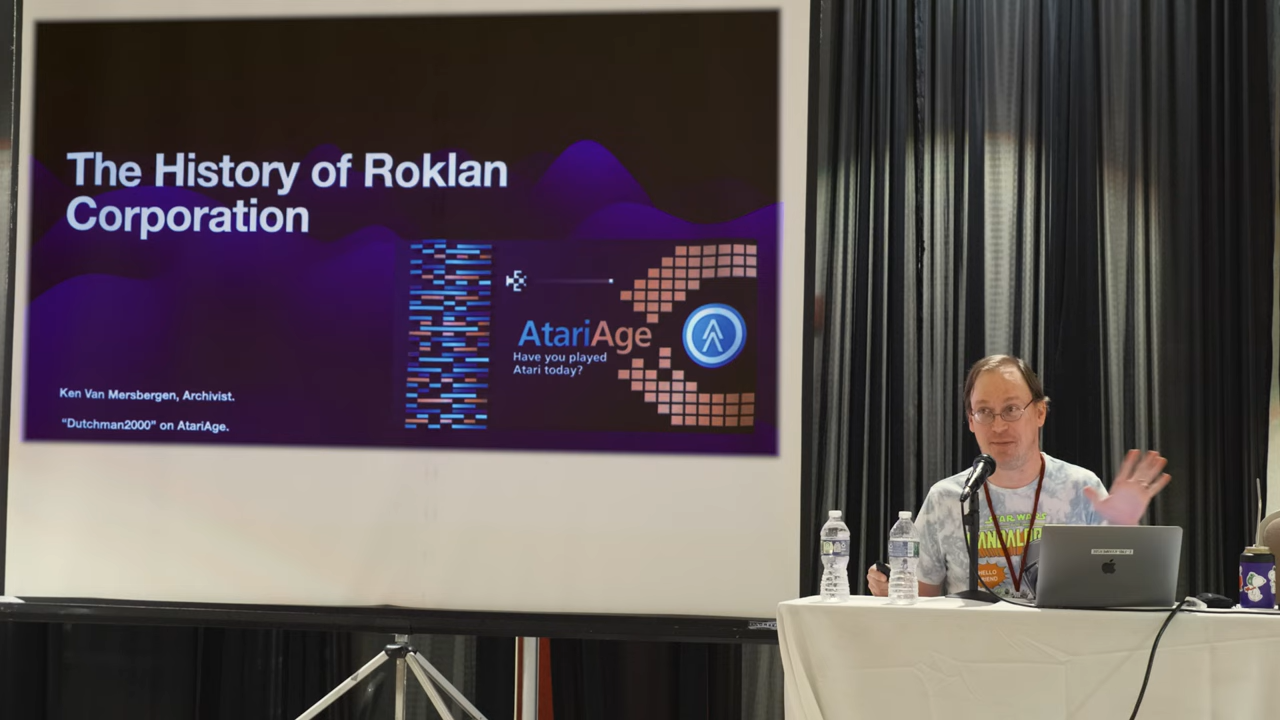 The History of Roklan
Corporation
AtariAge
Have you played
Atari today?
Ken Van Mersbergen, Archivist.
“Dutchman2000” on AtariAge.
STAR WARS
HELLO